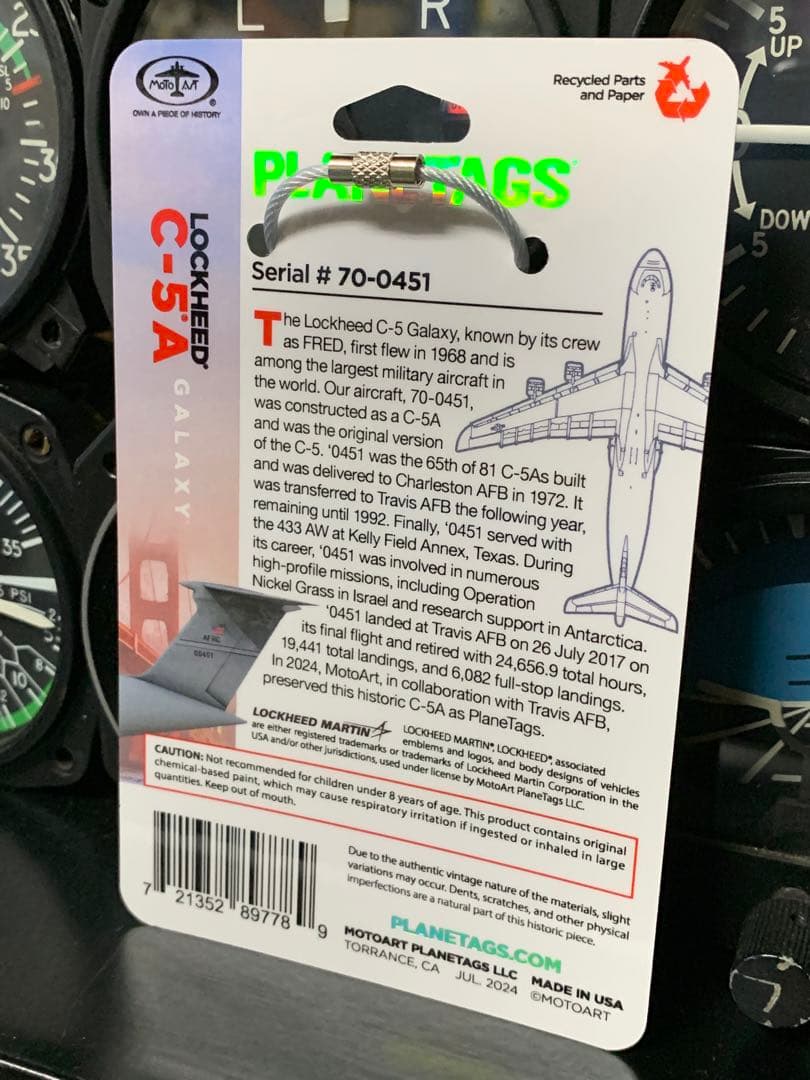 L R
5
UP
DOW
5
MOTOART
OWN A PIECE OF HISTORY
Recycled Parts
and Paper
PLANETAGS
LOCKHEED
C-5A
GALAXY
Serial # 70-0451
The Lockheed C-5 Galaxy, known by its crew
as FRED, first flew in 1968 and is
among the largest military aircraft in
the world. Our aircraft, 70-0451,
was constructed as a C-5A
and was the original version
of the C-5. '0451 was the 65th of 81 C-5As built
and was delivered to Charleston AFB in 1972. It
was transferred to Travis AFB the following year,
remaining until 1992. Finally, '0451 served with
the 433 AW at Kelly Field Annex, Texas. During
its career, '0451 was involved in numerous
high-profile missions, including Operation
Nickel Grass in Israel and research support in Antarctica.
'0451 landed at Travis AFB on 26 July 2017 on
its final flight and retired with 24,656.9 total hours,
19,441 total landings, and 6,082 full-stop landings.
In 2024, MotoArt, in collaboration with Travis AFB,
preserved this historic C-5A as PlaneTags.
AFRC
00451
LOCKHEED MARTIN LOCKHEED MARTIN®, LOCKHEED®, associated
emblems and logos, and body designs of vehicles
are either registered trademarks or trademarks of Lockheed Martin Corporation in the
USA and/or other jurisdictions, used under license by MotoArt PlaneTags LLC.
CAUTION: Not recommended for children under 8 years of age. This product contains original
chemical-based paint, which may cause respiratory irritation if ingested or inhaled in large
quantities. Keep out of mouth.
7 21352 89778 9
Due to the authentic vintage nature of the materials, slight
variations may occur. Dents, scratches, and other physical
imperfections are a natural part of this historic piece.
PLANETAGS.COM
MOTOART PLANETAGS LLC MADE IN USA
TORRANCE, CA JUL. 2024 ©MOTOART
35
35
PSI
10
8